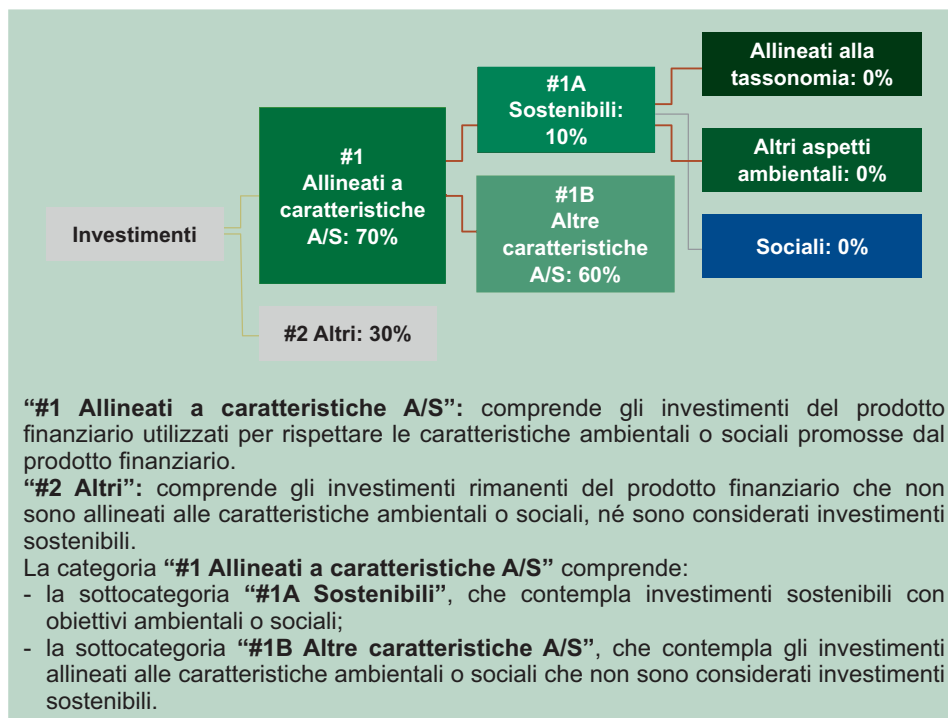 Investimenti
#1
Allineati a
caratteristiche
A/S: 70%
#2 Altri: 30%
#1A
Sostenibili:
10%
#1B
Altre
caratteristiche
A/S: 60%
Allineati alla
tassonomia: 0%
Altri aspetti
ambientali: 0%
Sociali: 0%
“#1 Allineati a caratteristiche A/S”: comprende gli investimenti del prodotto
finanziario utilizzati per rispettare le caratteristiche ambientali o sociali promosse dal
prodotto finanziario.
“#2 Altri”: comprende gli investimenti rimanenti del prodotto finanziario che non
sono allineati alle caratteristiche ambientali o sociali, né sono considerati investimenti
sostenibili.
La categoria “#1 Allineati a caratteristiche A/S” comprende:
- la sottocategoria “#1A Sostenibili”, che contempla investimenti sostenibili con
obiettivi ambientali o sociali;
- la sottocategoria “#1B Altre caratteristiche A/S”, che contempla gli investimenti
allineati alle caratteristiche ambientali o sociali che non sono considerati investimenti
sostenibili.